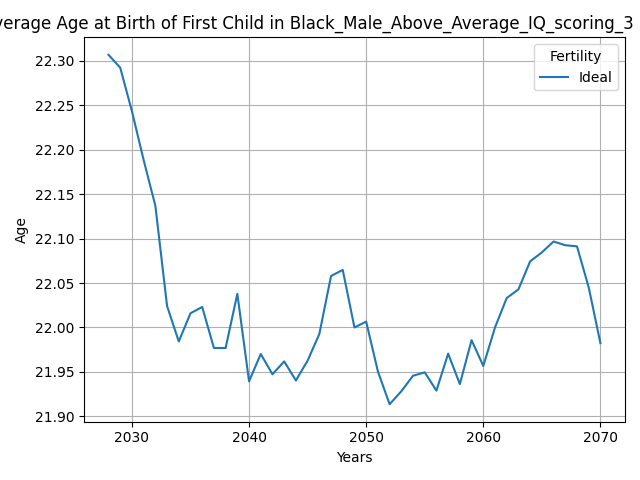 verage Age at Birth of First Child in Black_Male_Above_Average_IQ_scoring_3
Fertility
Ideal
22.30
22.25
22.20
22.15
22.10
22.05
22.00
21.95
21.90
Age
2030 2040 2050 2060 2070
Years